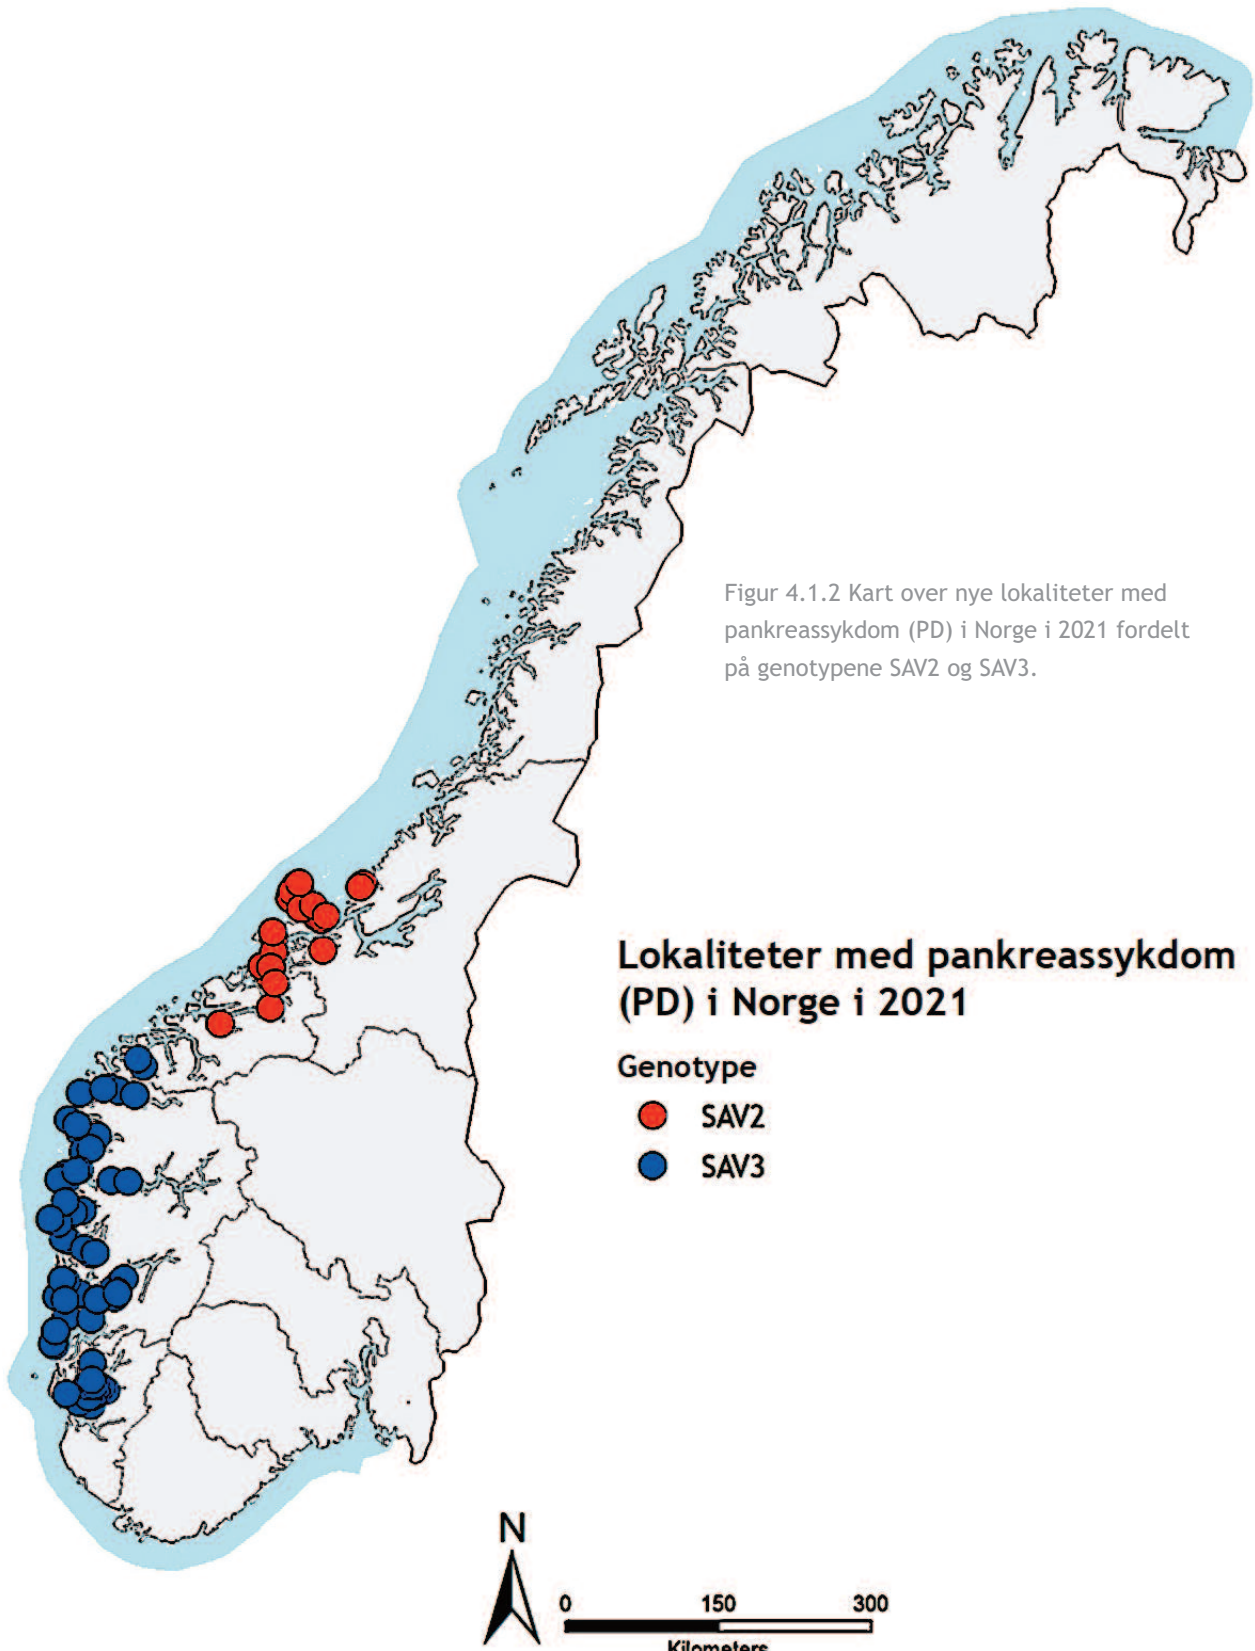 Figur 4.1.2 Kart over nye lokaliteter med
pankreassykdom (PD) i Norge i 2021 fordelt
på genotypene SAV2 og SAV3.
Lokaliteter med pankreassykdom
(PD) i Norge i 2021
Genotype
SAV2
SAV3
N
0 150 300
Kilometers